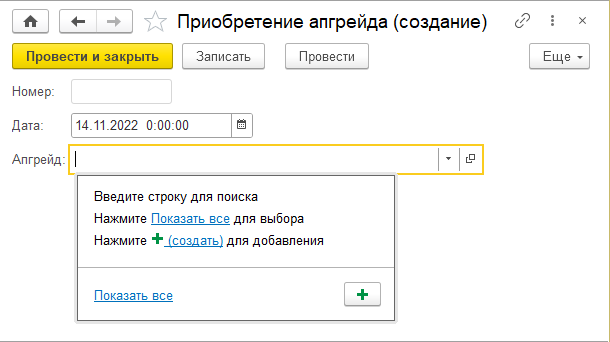 Приобретение апгрейда (создание)
Провести и закрыть Записать Провести Еще
Номер:
Дата: 14.11.2022 0:00:00
Апгрейд:
Введите строку для поиска
Нажмите Показать все для выбора
Нажмите + (создать) для добавления
Показать все